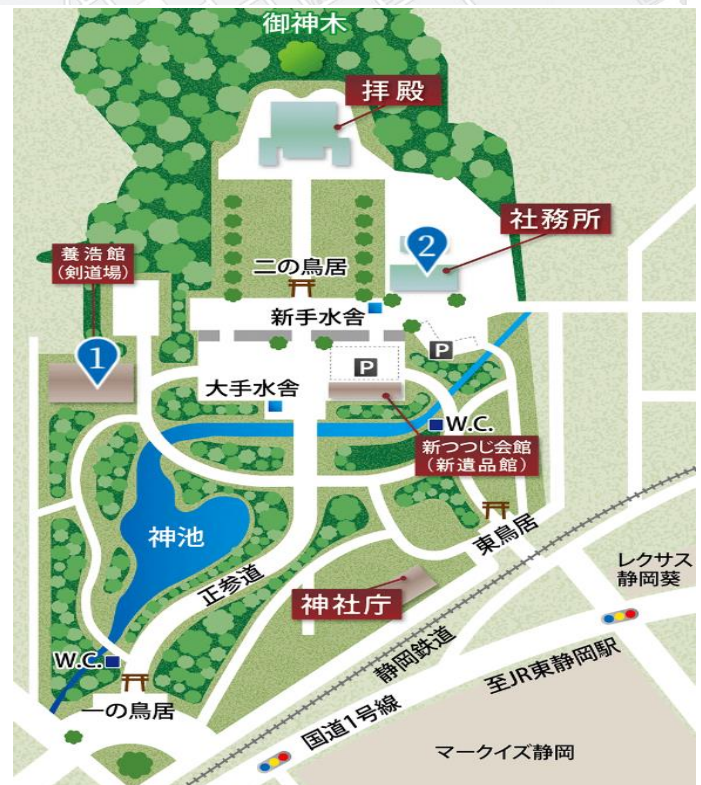 御神木
拝殿
社務所
養浩館
(剣道場)
2
二の鳥居
新手水舎
1
P
P
大手水舎
W.C.
新つつじ会館
(新遺品館)
神池
東鳥居
正参道
神社庁
レクサス
静岡葵
静岡鉄道
W.C.
至JR東静岡駅
一の鳥居
国道1号線
マークイズ静岡